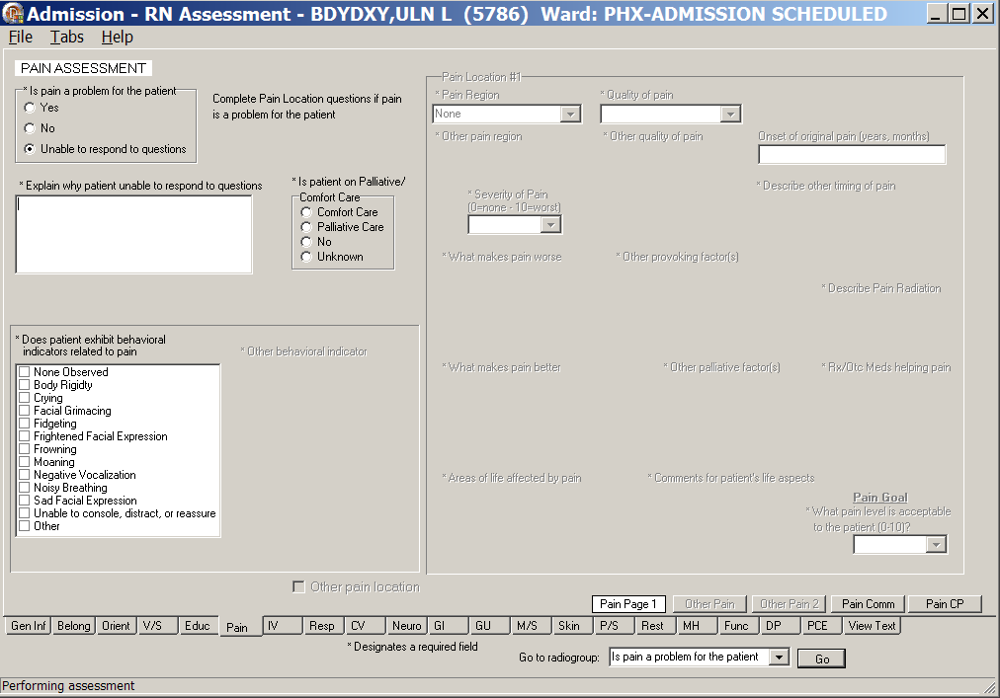 Admission - RN Assessment - BDYDXY,ULN L (5786) Ward: PHX-ADMISSION SCHEDULED
File Tabs Help
PAIN ASSESSMENT
* Is pain a problem for the patient
Yes
No
Unable to respond to questions
Complete Pain Location questions if pain
is a problem for the patient
* Explain why patient unable to respond to questions
* Is patient on Palliative/
Comfort Care
Comfort Care
Palliative Care
No
Unknown
* Does patient exhibit behavioral
indicators related to pain
* Other behavioral indicator
None Observed
Body Rigidty
Crying
Facial Grimacing
Fidgeting
Frightened Facial Expression
Frowning
Moaning
Negative Vocalization
Noisy Breathing
Sad Facial Expression
Unable to console, distract, or reassure
Other
Other pain location
Pain Location #1
* Pain Region
None
* Quality of pain
* Other pain region
* Other quality of pain
Onset of original pain (years, months)
* Severity of Pain
(0=none - 10=worst)
* Describe other timing of pain
* What makes pain worse
* Other provoking factor(s)
* Describe Pain Radiation
* What makes pain better
* Other palliative factor(s)
* Rx/Otc Meds helping pain
* Areas of life affected by pain
* Comments for patient's life aspects
Pain Goal
* What pain level is acceptable
to the patient (0-10)?
Pain Page 1 Other Pain Other Pain 2 Pain Comm Pain CP
Gen Inf Belong Orient V/S Educ Pain IV Resp CV Neuro GI GU M/S Skin P/S Rest MH Func DP PCE View Text
* Designates a required field
Go to radiogroup: Is pain a problem for the patient Go
Performing assessment